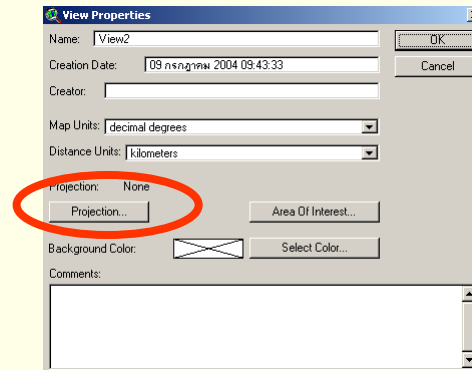 View Properties
Name: View2
OK
Creation Date: 09 กรกฎาคม 2004 09:43:33
Cancel
Creator:
Map Units: decimal degrees
Distance Units: kilometers
Projection: None
Projection...
Area Of Interest...
Background Color:
Select Color...
Comments: